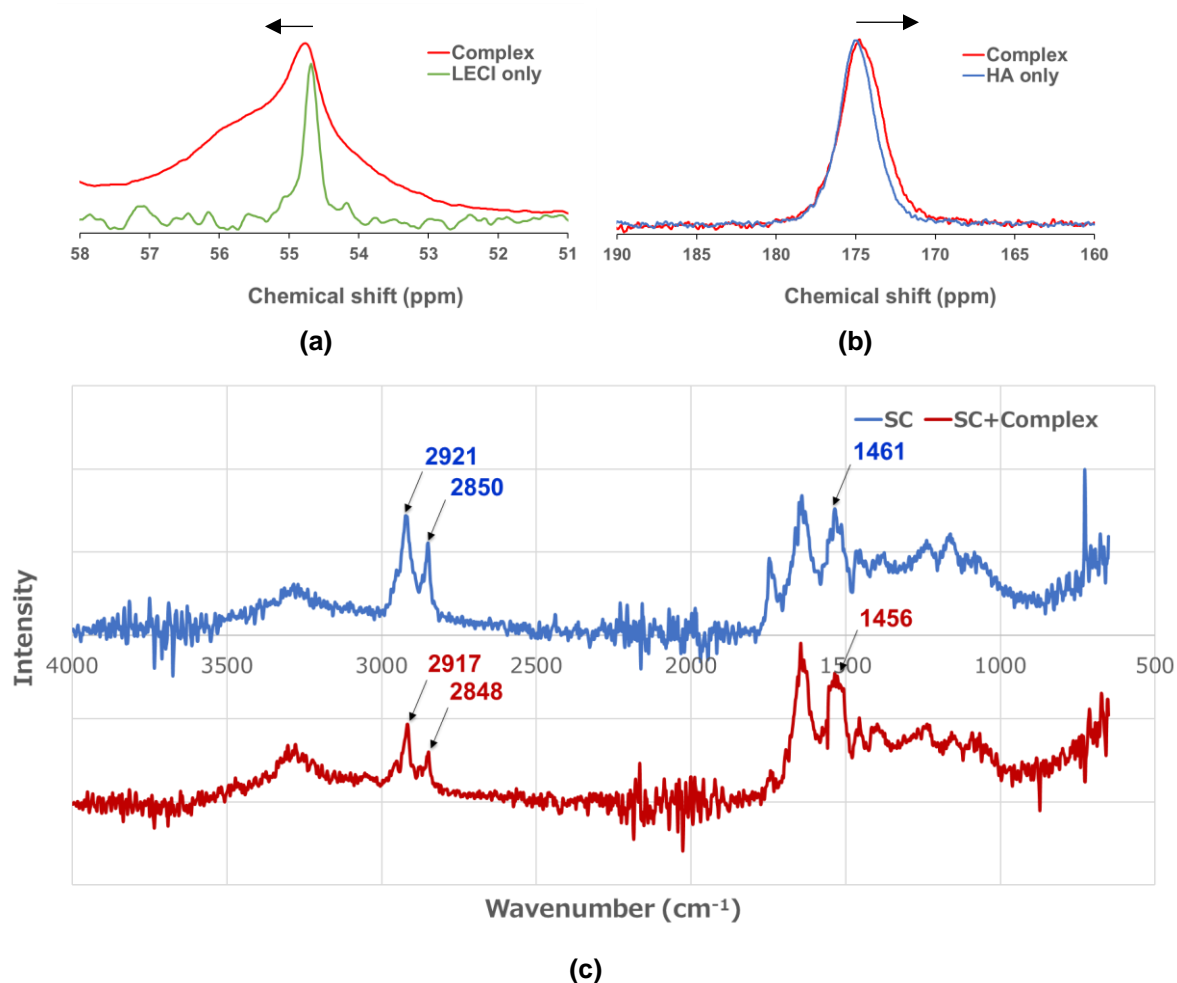 Complex
LECI only
58 57 56 55 54 53 52 51
Chemical shift (ppm)
(a)
Complex
HA only
190 185 180 175 170 165 160
Chemical shift (ppm)
(b)
SC SC+Complex
2921
2850
1461
4000 3500 3000 2500 2000 1500 1000 500
2917
2848
1456
Intensity
Wavenumber (cm-1)
(c)